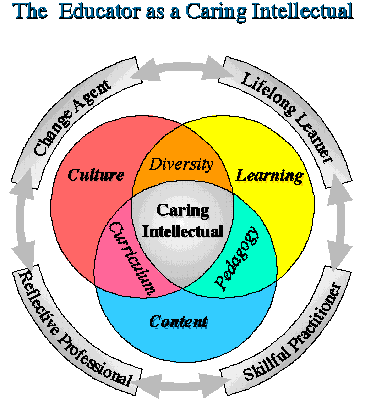 The Educator as a Caring Intellectual
Change Agent
Lifelong Learner
Culture
Diversity
Learning
Caring
Intellectual
Curriculum
Pedagogy
Content
Reflective Professional
Skillful Practitioner